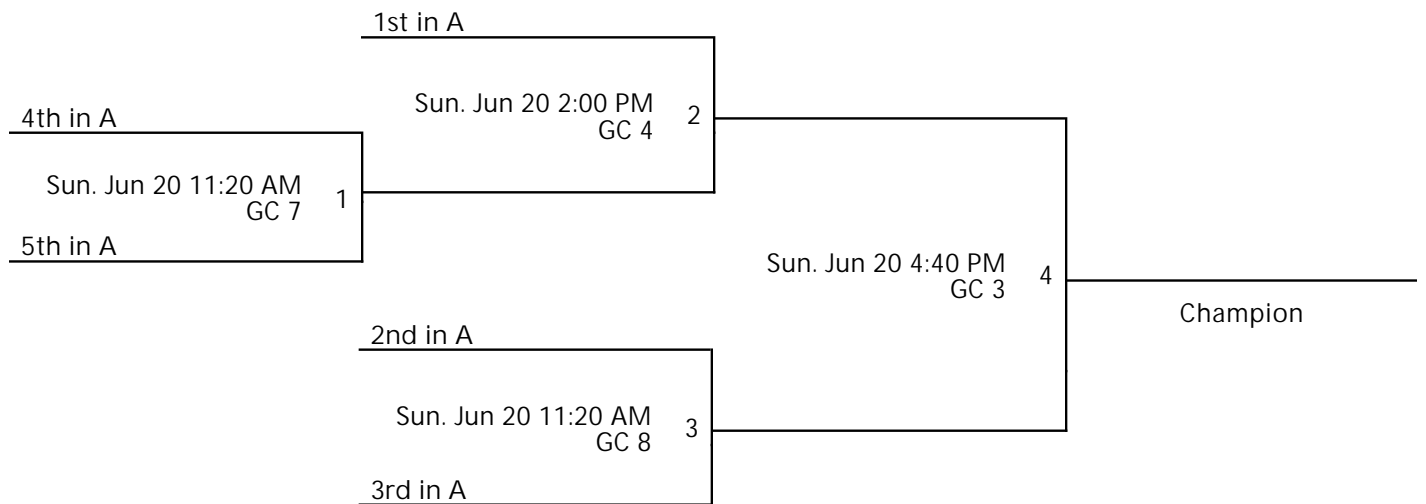 1st in A
Sun. Jun 20 2:00 PM
GC 4
2
4th in A
Sun. Jun 20 11:20 AM
GC 7
1
5th in A
Sun. Jun 20 4:40 PM
GC 3
4
Champion
2nd in A
Sun. Jun 20 11:20 AM
GC 8
3
3rd in A